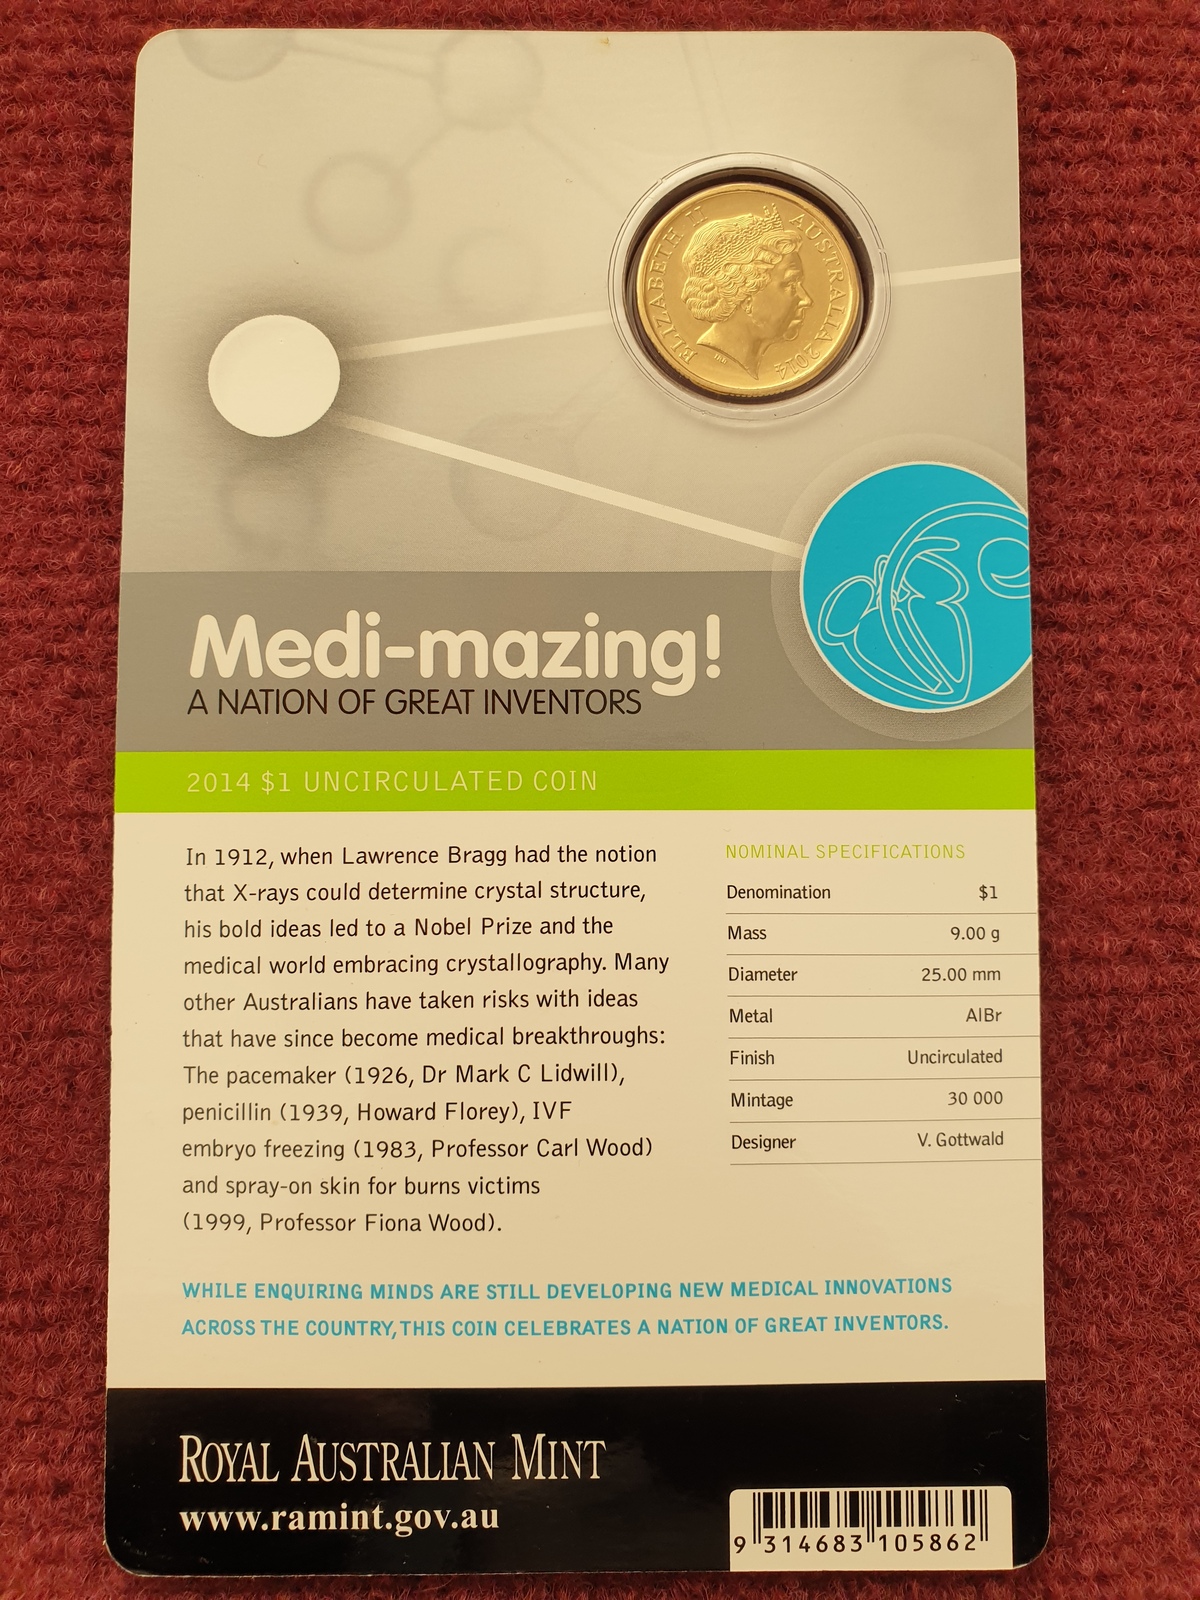 ELIZABETH II AUSTRALIA 2014
IRB
Medi-mazing!
A NATION OF GREAT INVENTORS
2014 $1 UNCIRCULATED COIN
In 1912, when Lawrence Bragg had the notion
that X-rays could determine crystal structure,
his bold ideas led to a Nobel Prize and the
medical world embracing crystallography. Many
other Australians have taken risks with ideas
that have since become medical breakthroughs:
The pacemaker (1926, Dr Mark C Lidwill),
penicillin (1939, Howard Florey), IVF
embryo freezing (1983, Professor Carl Wood)
and spray-on skin for burns victims
(1999, Professor Fiona Wood).
NOMINAL SPECIFICATIONS
Denomination $1
Mass 9.00 g
Diameter 25.00 mm
Metal AlBr
Finish Uncirculated
Mintage 30 000
Designer V. Gottwald
WHILE ENQUIRING MINDS ARE STILL DEVELOPING NEW MEDICAL INNOVATIONS
ACROSS THE COUNTRY, THIS COIN CELEBRATES A NATION OF GREAT INVENTORS.
ROYAL AUSTRALIAN MINT
www.ramint.gov.au
9 314683 105862